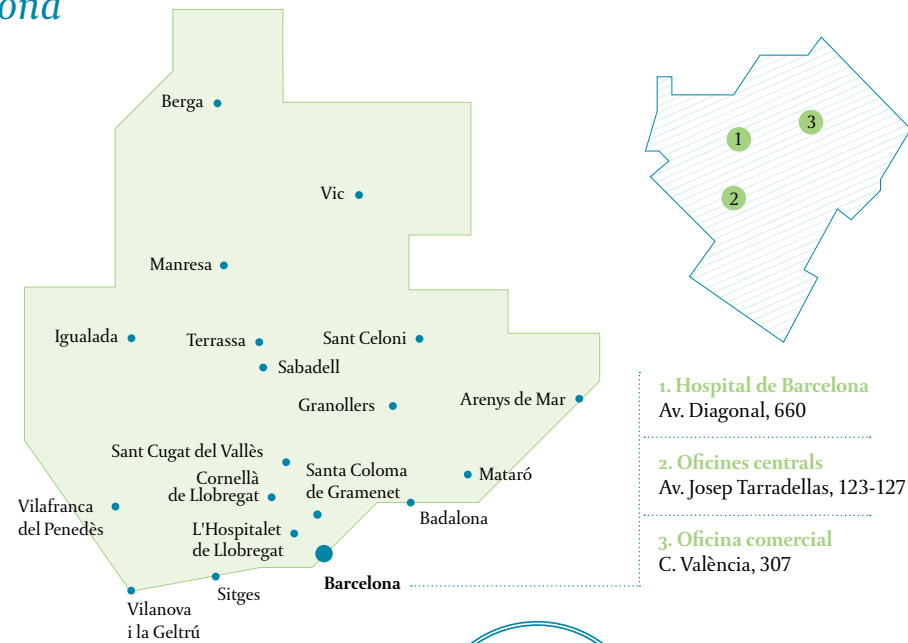 Berga
Vic
Manresa
Igualada
Terrassa
Sant Celoni
Sabadell
Granollers
Arenys de Mar
Sant Cugat del Vallès
Cornellà
de Llobregat
Santa Coloma
de Gramenet
Mataró
Vilafranca
del Penedès
L'Hospitalet
de Llobregat
Badalona
Barcelona
Sitges
Vilanova
i la Geltrú
1
3
2
1. Hospital de Barcelona
Av. Diagonal, 660
2. Oficines centrals
Av. Josep Tarradellas, 123-127
3. Oficina comercial
C. València, 307